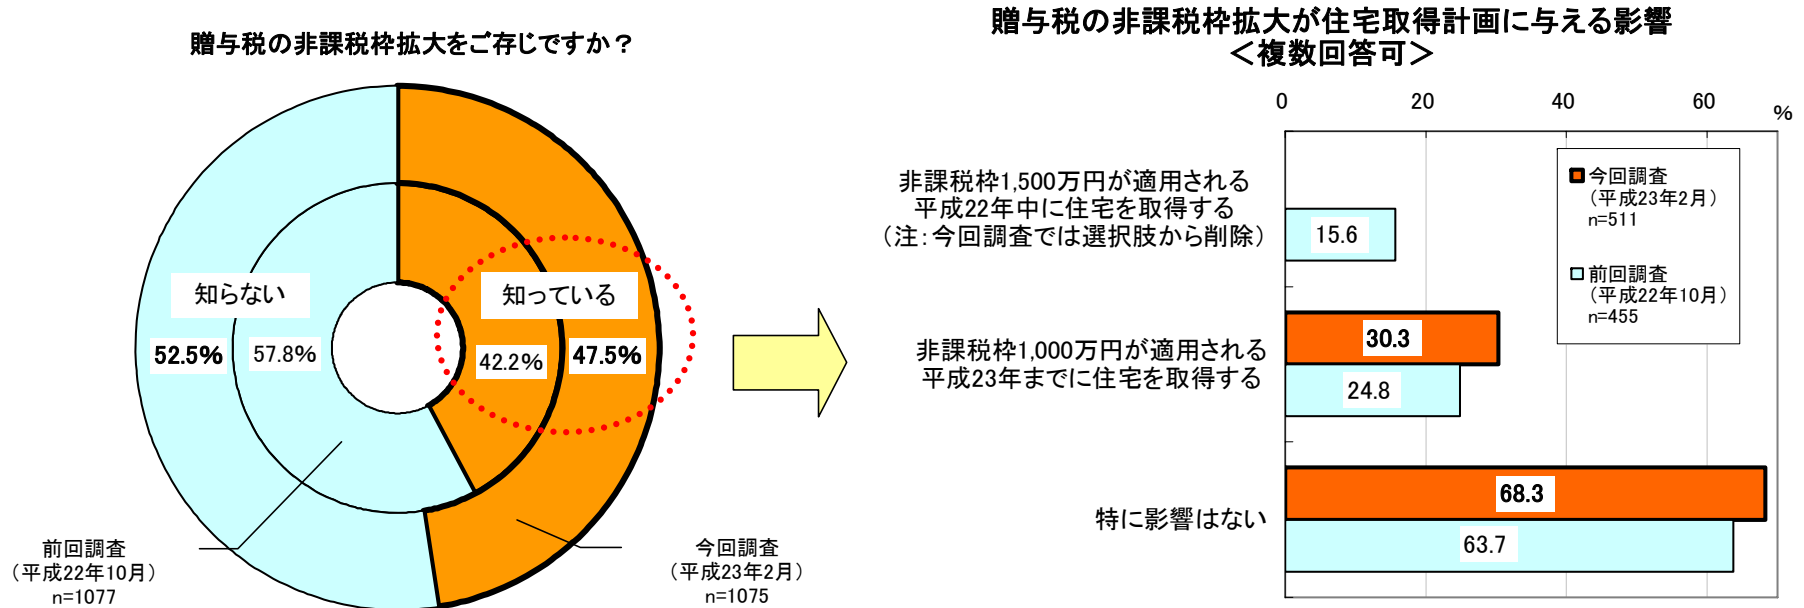 贈与税の非課税枠拡大をご存じですか？
知らない
知っている
52.5%
57.8%
42.2%
47.5%
前回調査
（平成22年10月）
n=1077
今回調査
（平成23年2月）
n=1075
贈与税の非課税枠拡大が住宅取得計画に与える影響
＜複数回答可＞
0
20
40
60
%
非課税枠1,500万円が適用される
平成22年中に住宅を取得する
（注：今回調査では選択肢から削除）
15.6
非課税枠1,000万円が適用される
平成23年までに住宅を取得する
30.3
24.8
特に影響はない
68.3
63.7
今回調査
（平成23年2月）
n=511
前回調査
（平成22年10月）
n=455